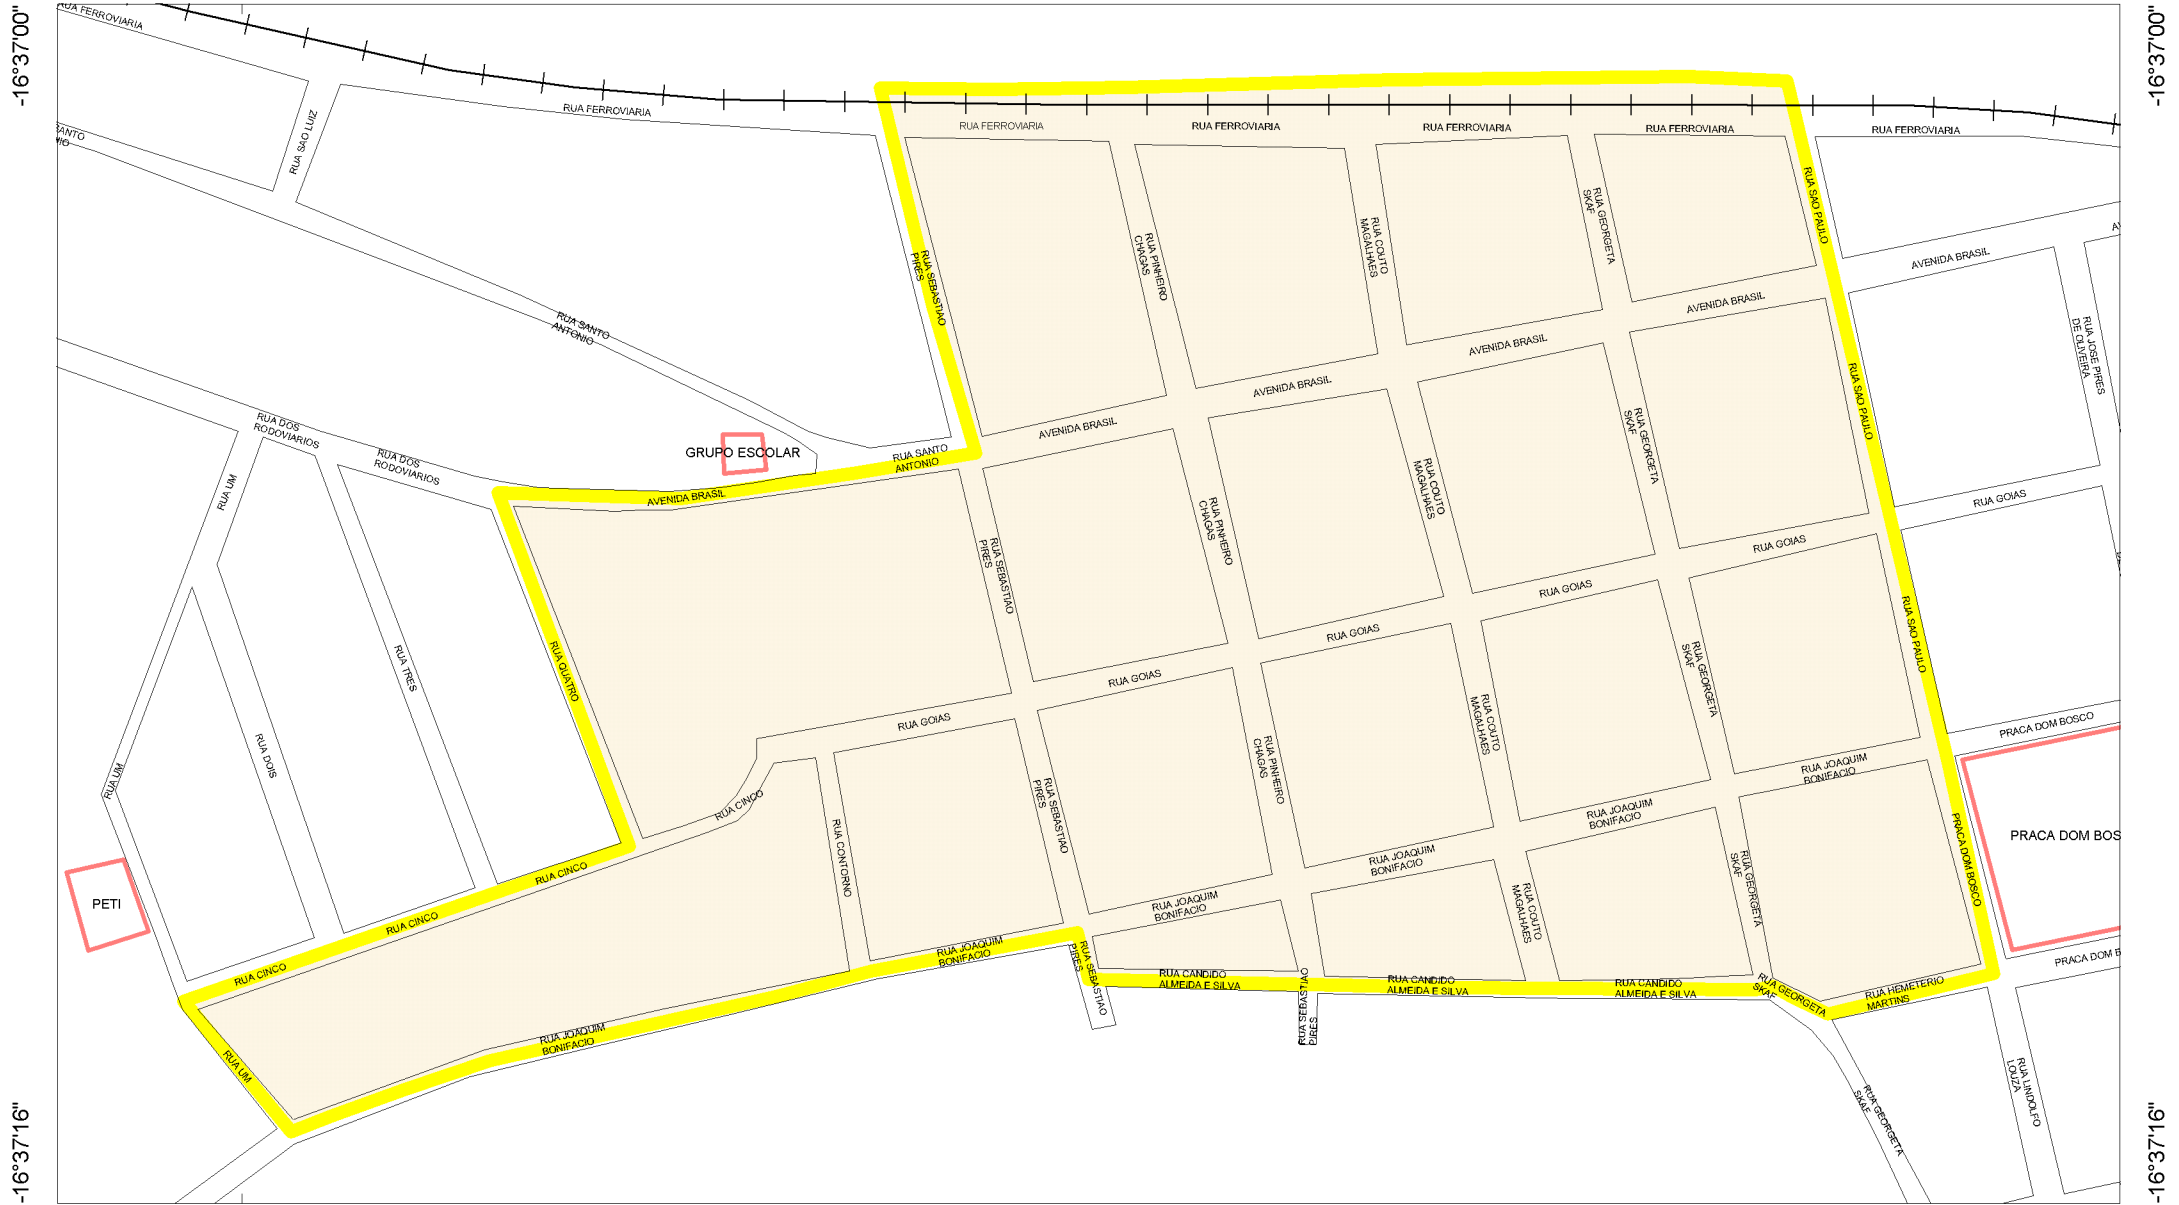 -16°37'00"
-16°37'00"
RUA FERROVIARIA
RUA FERROVIARIA
RUA FERROVIARIA
RUA FERROVIARIA
RUA FERROVIARIA
RUA FERROVIARIA
RUA FERROVIARIA
SANTO
RUA SAO LUIZ
RUA SEBASTIAO
PIRES
RUA PINHEIRO
CHAGAS
RUA COUTO
MAGALHAES
RUA GEORGETA
SKAF
RUA SAO PAULO
AVENIDA BRASIL
AVENIDA BRASIL
AVENIDA BRASIL
AVENIDA BRASIL
AVENIDA BRASIL
RUA JOSE PIRES
DE OLIVEIRA
RUA SANTO
ANTONIO
RUA DOS
RODOVIARIOS
RUA DOS
RODOVIARIOS
GRUPO ESCOLAR
RUA SANTO
ANTONIO
AVENIDA BRASIL
RUA UM
RUA SAO PAULO
RUA GEORGETA
SKAF
RUA COUTO
MAGALHAES
RUA PINHEIRO
CHAGAS
RUA SEBASTIAO
PIRES
RUA GOIAS
RUA GOIAS
RUA GOIAS
RUA GOIAS
RUA GOIAS
RUA GOIAS
RUA QUATRO
RUA TRES
RUA DOIS
RUA UM
RUA CINCO
RUA CONTORNO
RUA SEBASTIAO
PIRES
RUA PINHEIRO
CHAGAS
RUA COUTO
MAGALHAES
RUA GEORGETA
SKAF
RUA SAO PAULO
PRACA DOM BOSCO
RUA JOAQUIM
BONIFACIO
RUA JOAQUIM
BONIFACIO
RUA JOAQUIM
BONIFACIO
RUA JOAQUIM
BONIFACIO
PRACA DOM BOS
PRACA DOM BOSCO
RUA GEORGETA
SKAF
RUA COUTO
MAGALHAES
PETI
RUA CINCO
RUA CINCO
RUA CINCO
RUA JOAQUIM
BONIFACIO
RUA SEBASTIAO
PIRES
RUA CANDIDO
ALMEIDA E SILVA
RUA SEBASTIAO
PIRES
RUA CANDIDO
ALMEIDA E SILVA
RUA CANDIDO
ALMEIDA E SILVA
RUA GEORGETA
SKAF
RUA HEMETERIO
MARTINS
PRACA DOM B
RUA UM
RUA JOAQUIM
BONIFACIO
RUA GEORGETA
SKAF
RUA LINDOLFO
LOUZA
-16°37'16"
-16°37'16"